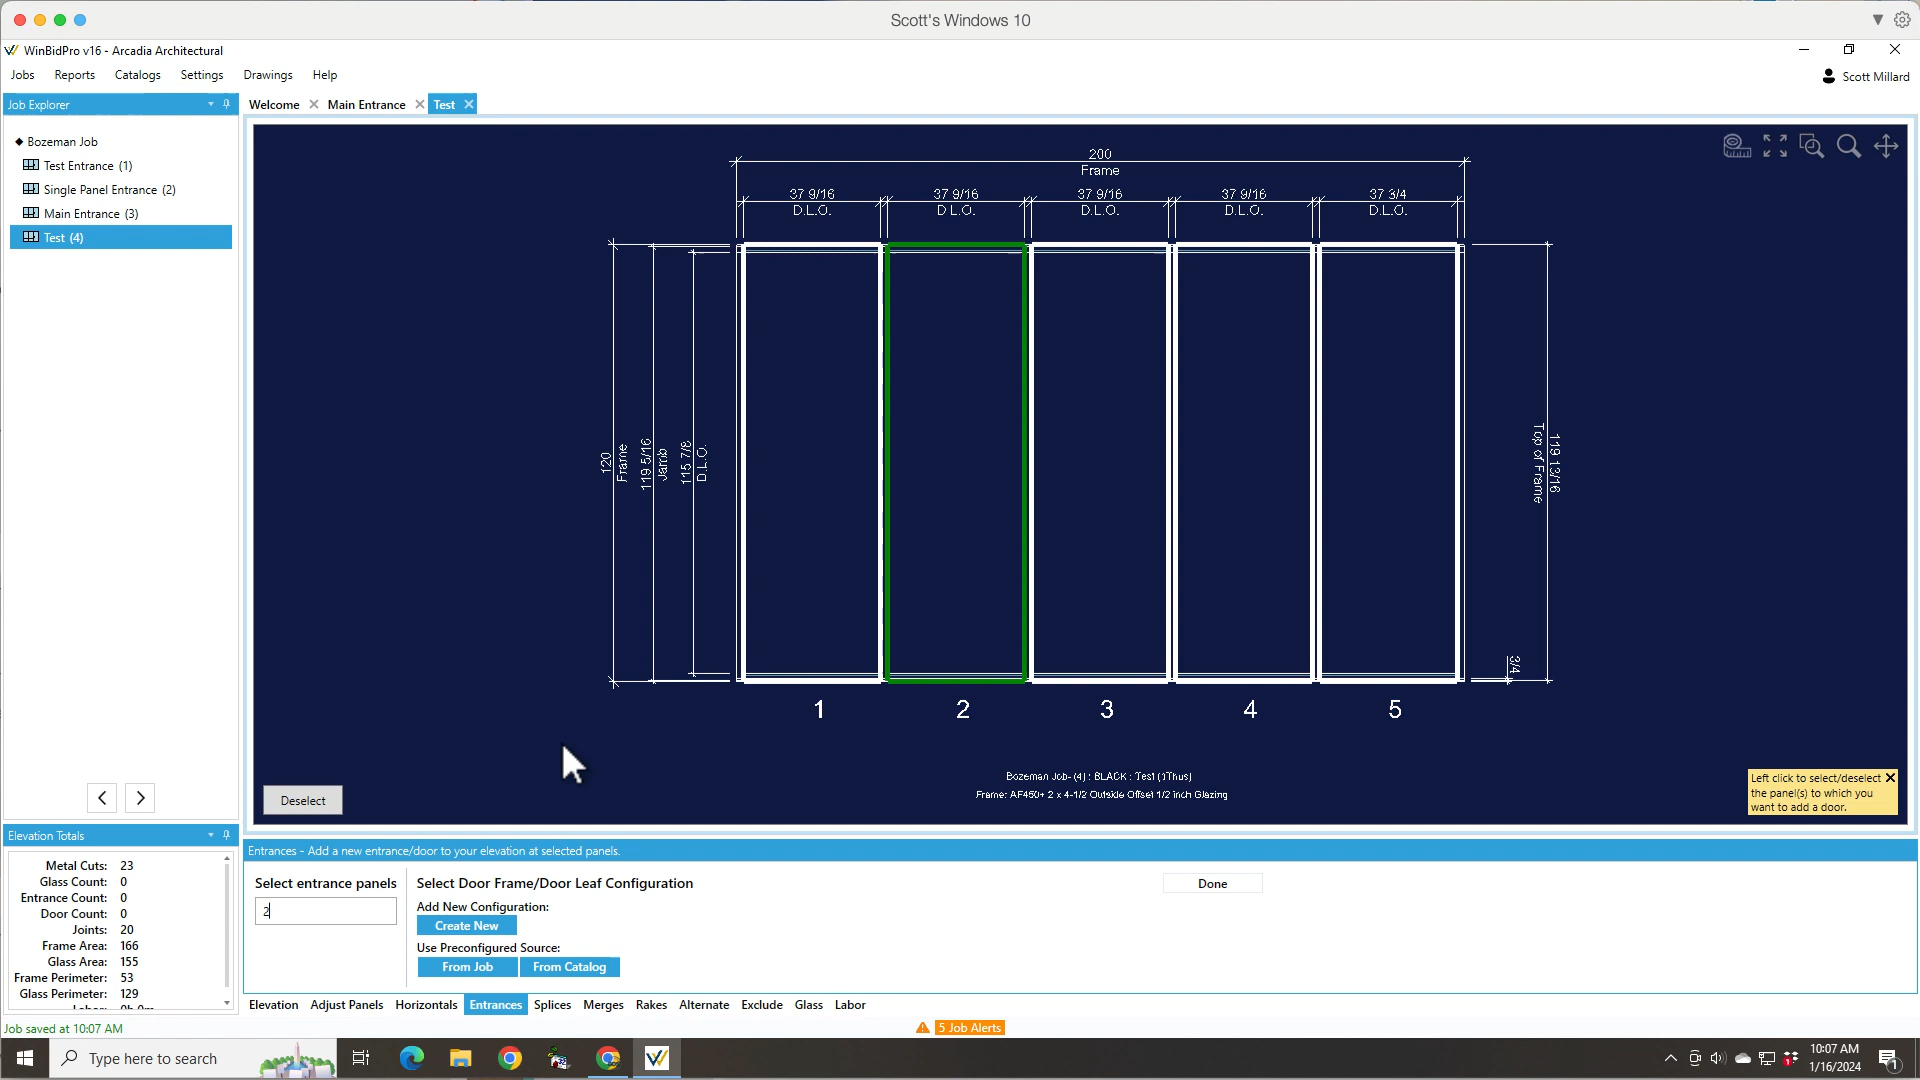 Scott's Windows 10
WinBidPro v16 - Arcadia Architectural
Jobs Reports Catalogs Settings Drawings Help
Scott Millard
Job Explorer
Welcome Main Entrance Test
Bozeman Job
Test Entrance (1)
Single Panel Entrance (2)
Main Entrance (3)
Test (4)
200
Frame
37 9/16 37 9/16 37 9/16 37 9/16 37 3/4
D.L.O. D.L.O. D.L.O. D.L.O. D.L.O.
120
Frame
119 5/16
Jamb
115 7/8
D.L.O.
119 13/16
Top of Frame
3/4
1 2 3 4 5
Bozeman Job- (4) : BLACK : Test (1Thus)
Frame: AF450+ 2 x 4-1/2 Outside Offset 1/2 inch Glazing
Deselect
Left click to select/deselect
the panel(s) to which you
want to add a door.
Elevation Totals
Metal Cuts: 23
Glass Count: 0
Entrance Count: 0
Door Count: 0
Joints: 20
Frame Area: 166
Glass Area: 155
Frame Perimeter: 53
Glass Perimeter: 129
Entrances - Add a new entrance/door to your elevation at selected panels.
Select entrance panels
2
Select Door Frame/Door Leaf Configuration
Add New Configuration:
Create New
Use Preconfigured Source:
From Job From Catalog
Done
Elevation Adjust Panels Horizontals Entrances Splices Merges Rakes Alternate Exclude Glass Labor
Job saved at 10:07 AM
5 Job Alerts
Type here to search
10:07 AM
1/16/2024
1
1